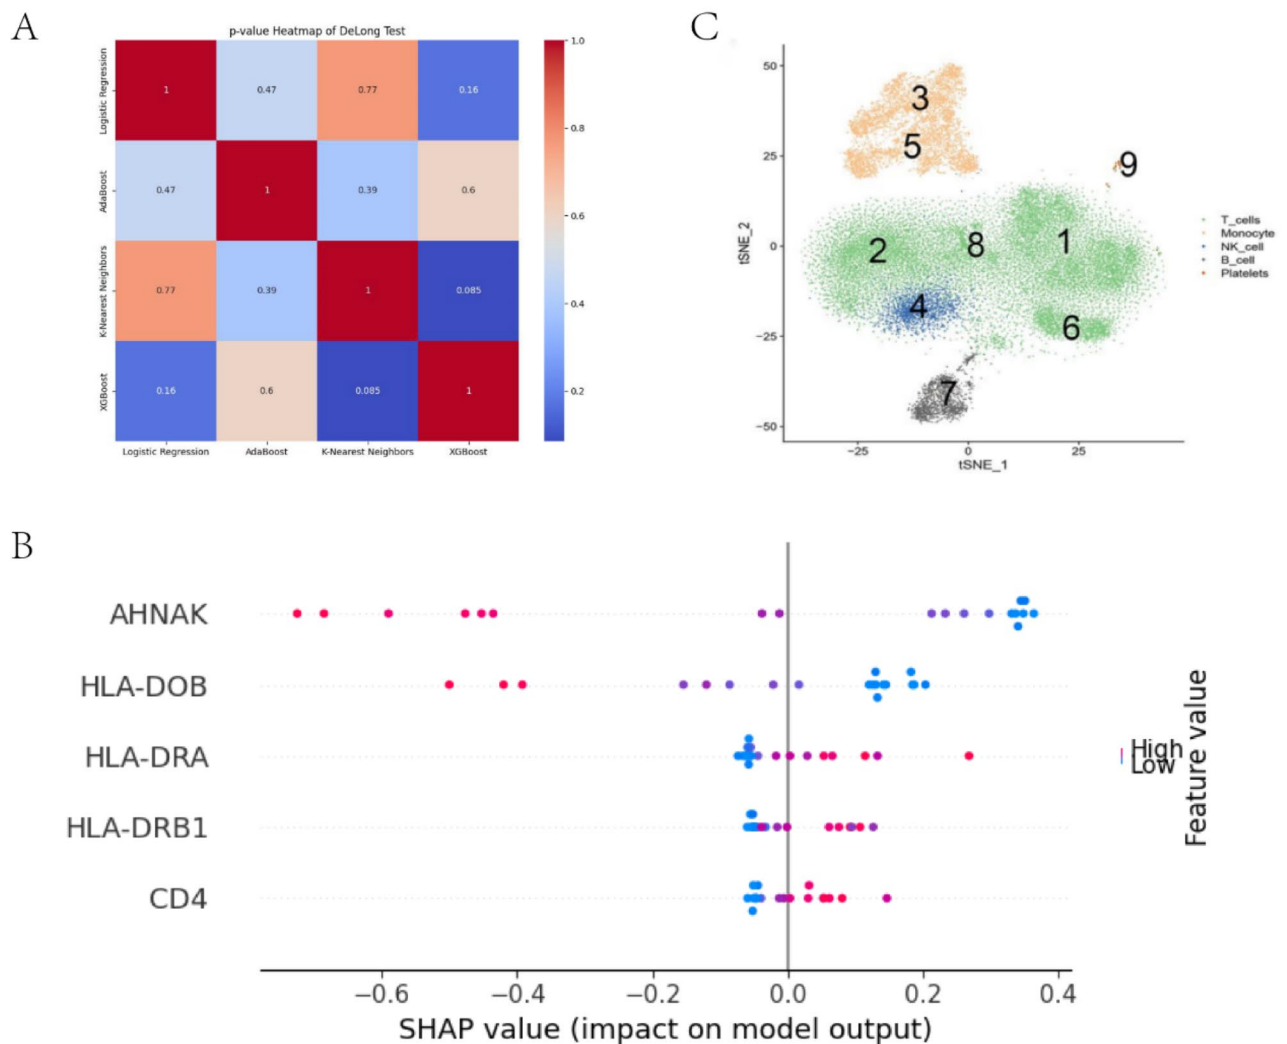 A
p-value Heatmap of DeLong Test
Logistic Regression
AdaBoost
K-Nearest Neighbors
XGBoost
1 0.47 0.77 0.16
0.47 1 0.39 0.6
0.77 0.39 1 0.085
0.16 0.6 0.085 1
Logistic Regression AdaBoost K-Nearest Neighbors XGBoost
1.0
0.8
0.6
0.4
0.2
C
tSNE_2
50
25
0
−25
−50
3
5
9
2 8 1
4
6
7
−25 0 25
tSNE_1
T_cells
Monocyte
NK_cell
B_cell
Platelets
B
AHNAK
HLA-DOB
HLA-DRA
HLA-DRB1
CD4
−0.6 −0.4 −0.2 0.0 0.2 0.4
SHAP value (impact on model output)
High
Low
Feature value